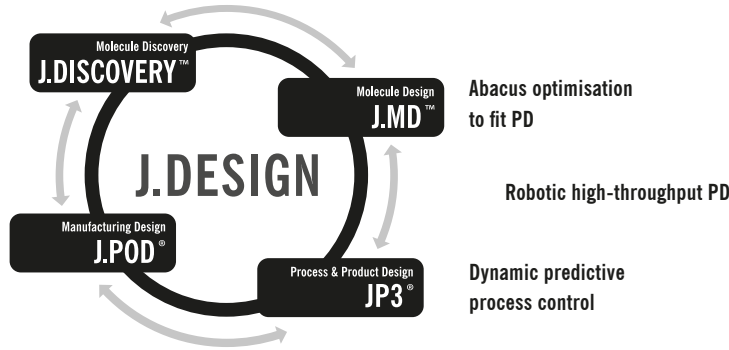 Molecule Discovery
J.DISCOVERY™
Molecule Design
J.MD™
Abacus optimisation
to fit PD
J.DESIGN
Robotic high-throughput PD
Manufacturing Design
J.POD®
Process & Product Design
JP3®
Dynamic predictive
process control